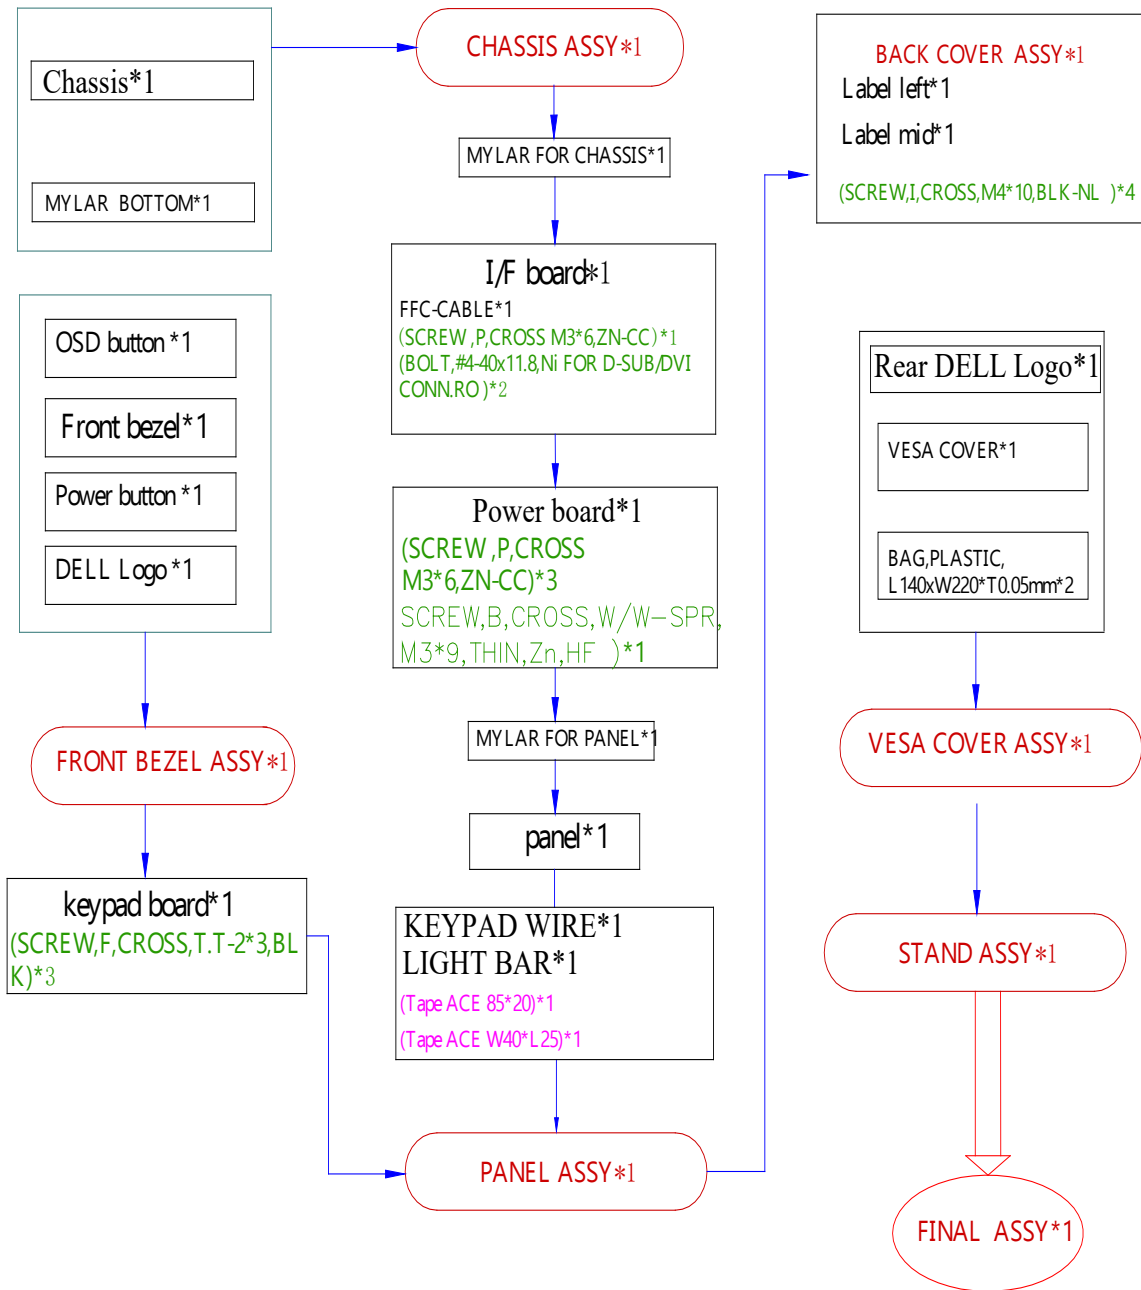 Chassis*1
MYLAR BOTTOM*1
OSD button *1
Front bezel*1
Power button *1
DELL Logo *1
FRONT BEZEL ASSY*1
keypad board*1
(SCREW,F,CROSS,T.T-2*3,BL
K)*3
CHASSIS ASSY*1
MYLAR FOR CHASSIS*1
I/F board*1
FFC-CABLE*1
(SCREW ,P,CROSS M3*6,ZN-CC)*1
(BOLT,#4-40x11.8,Ni FOR D-SUB/DVI
CONN.RO )*2
Power board*1
(SCREW ,P,CROSS
M3*6,ZN-CC)*3
SCREW,B,CROSS,W/W-SPR,
M3*9,THIN,Zn,HF )*1
MYLAR FOR PANEL*1
panel*1
KEYPAD WIRE*1
LIGHT BAR*1
(Tape ACE 85*20)*1
(Tape ACE W40*L25)*1
PANEL ASSY*1
BACK COVER ASSY*1
Label left*1
Label mid*1
(SCREW,I,CROSS,M4*10,BLK-NL )*4
Rear DELL Logo*1
VESA COVER*1
BAG,PLASTIC,
L140xW220*T0.05mm*2
VESA COVER ASSY*1
STAND ASSY*1
FINAL ASSY*1